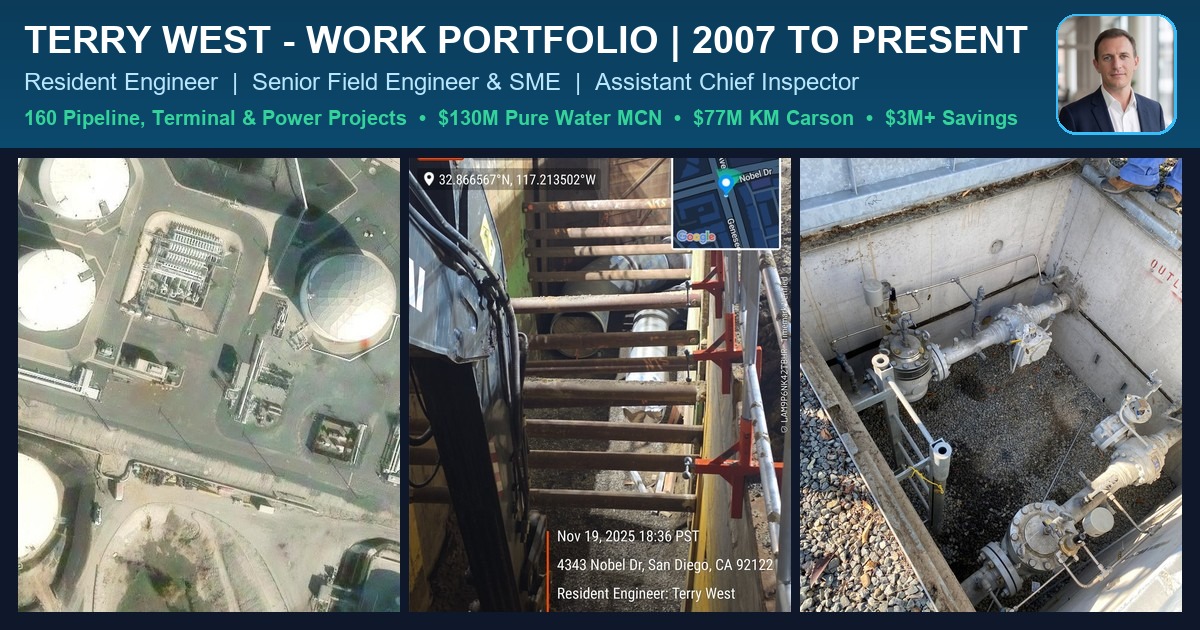 TERRY WEST - WORK PORTFOLIO | 2007 TO PRESENT
Resident Engineer | Senior Field Engineer & SME | Assistant Chief Inspector
160 Pipeline, Terminal & Power Projects • $130M Pure Water MCN • $77M KM Carson • $3M+ Savings
32.866567°N, 117.213502°W
Nobel Dr
Google
Nov 19, 2025 18:36 PST
4343 Nobel Dr, San Diego, CA 92122
Resident Engineer: Terry West